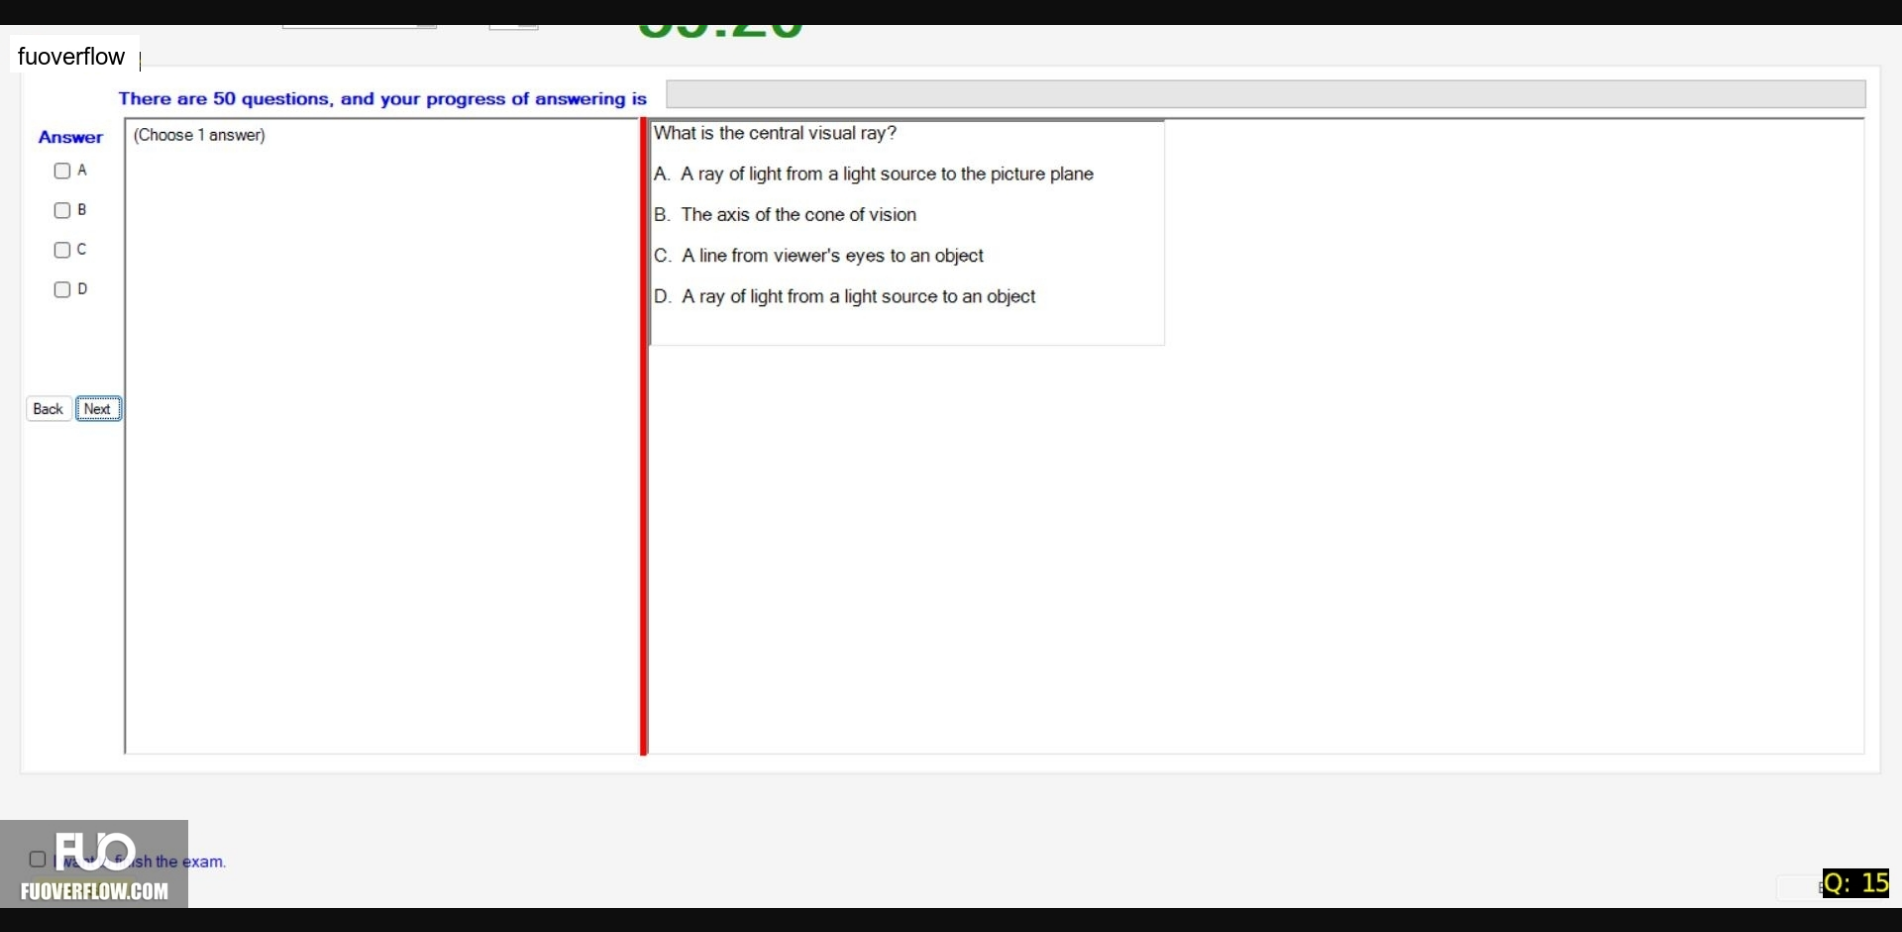 fuoverflow
There are 50 questions, and your progress of answering is
Answer
(Choose 1 answer)
A
B
C
D
Back
Next
What is the central visual ray?
A. A ray of light from a light source to the picture plane
B. The axis of the cone of vision
C. A line from viewer's eyes to an object
D. A ray of light from a light source to an object
FUO
sh the exam.
FUOVERFLOW.COM
Q: 15